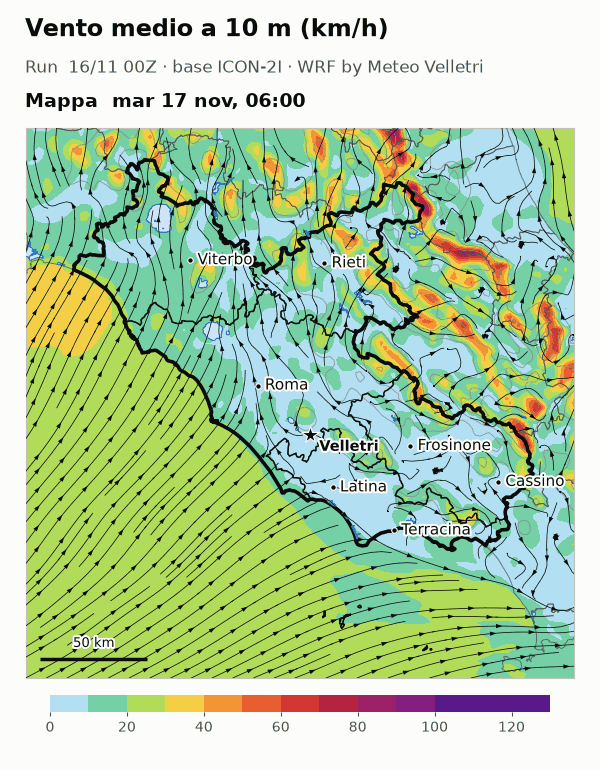 Vento medio a 10 m (km/h)
Run 16/11 00Z · base ICON-2I · WRF by Meteo Velletri
Mappa mar 17 nov, 06:00
Viterbo
Rieti
Roma
Velletri
Frosinone
Latina
Cassino
Terracina
50 km
0 20 40 60 80 100 120